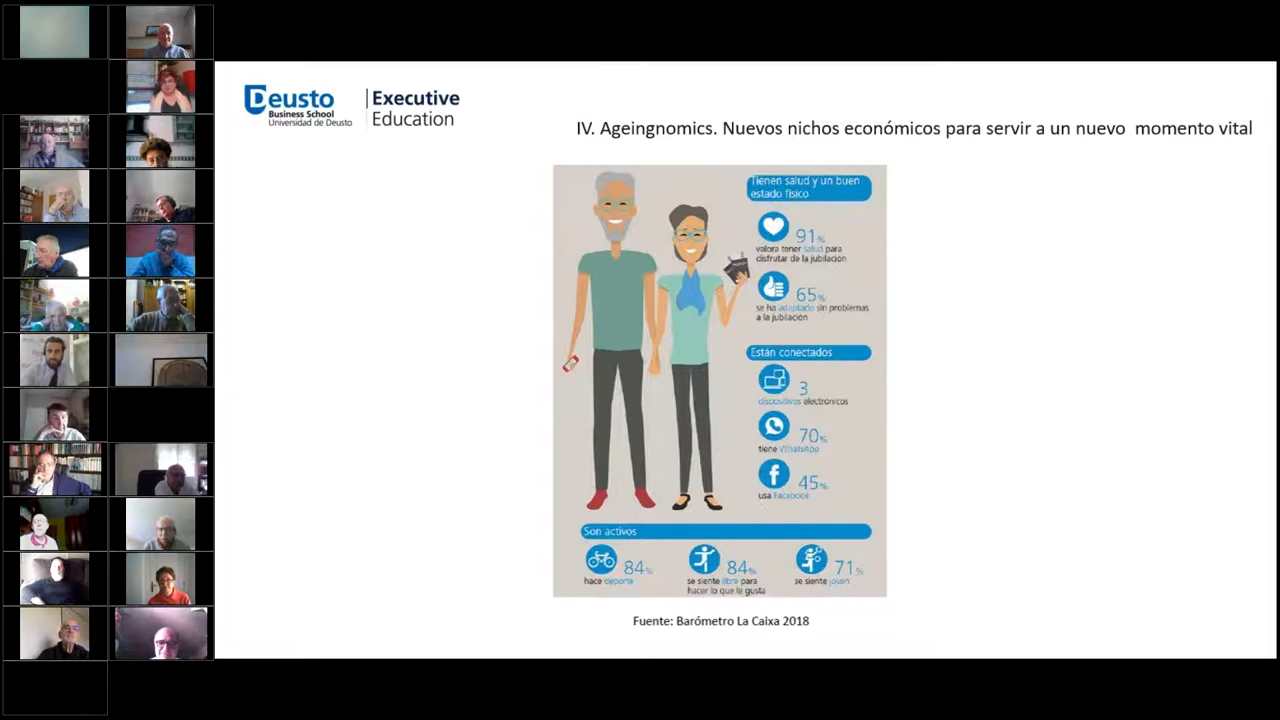 Deusto
Business School
Universidad de Deusto
Executive
Education
IV. Ageingnomics. Nuevos nichos económicos para servir a un nuevo momento vital
Tienen salud y un buen
estado físico
91%
valora tener salud para
disfrutar de la jubilación
65%
se ha adaptado sin problemas
a la jubilación
Están conectados
3
dispositivos electrónicos
70%
tiene WhatsApp
45%
usa Facebook
Son activos
84%
hace deporte
84%
se siente libre para
hacer lo que le gusta
71%
se siente joven
Fuente: Barómetro La Caixa 2018